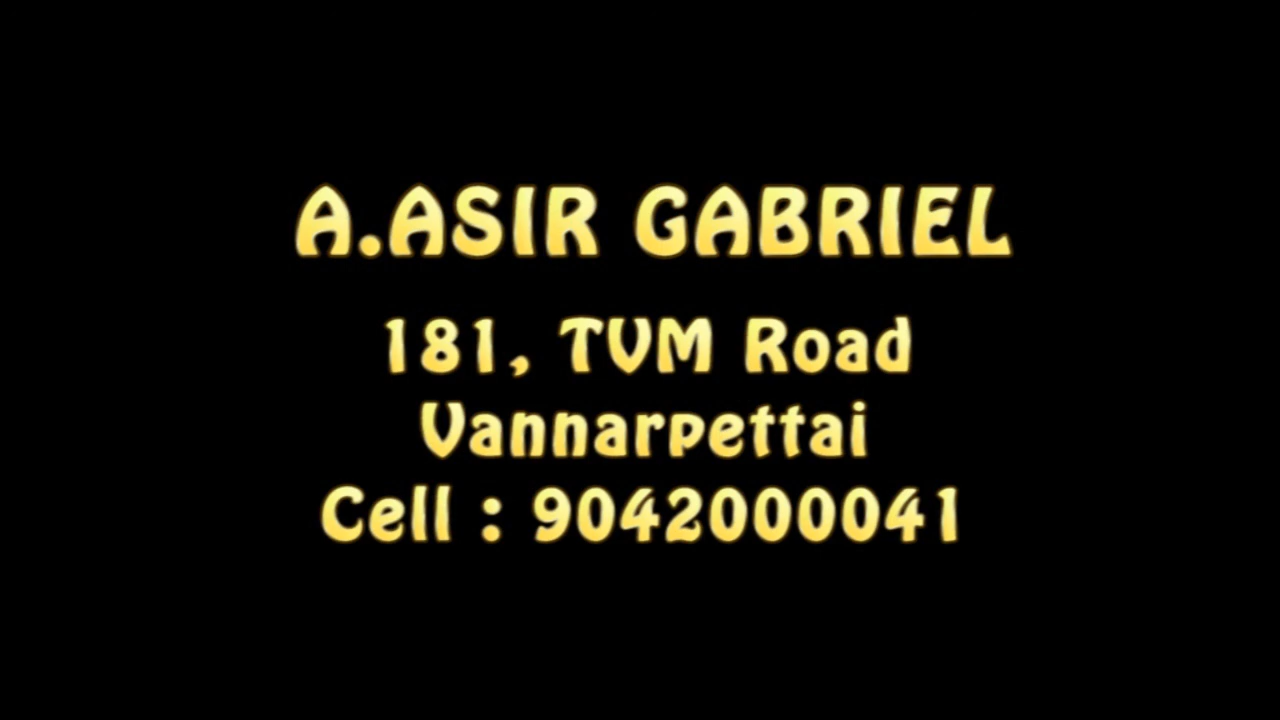 A.ASIR GABRIEL
181, TVM Road
Vannarpettai
Cell : 9042000041